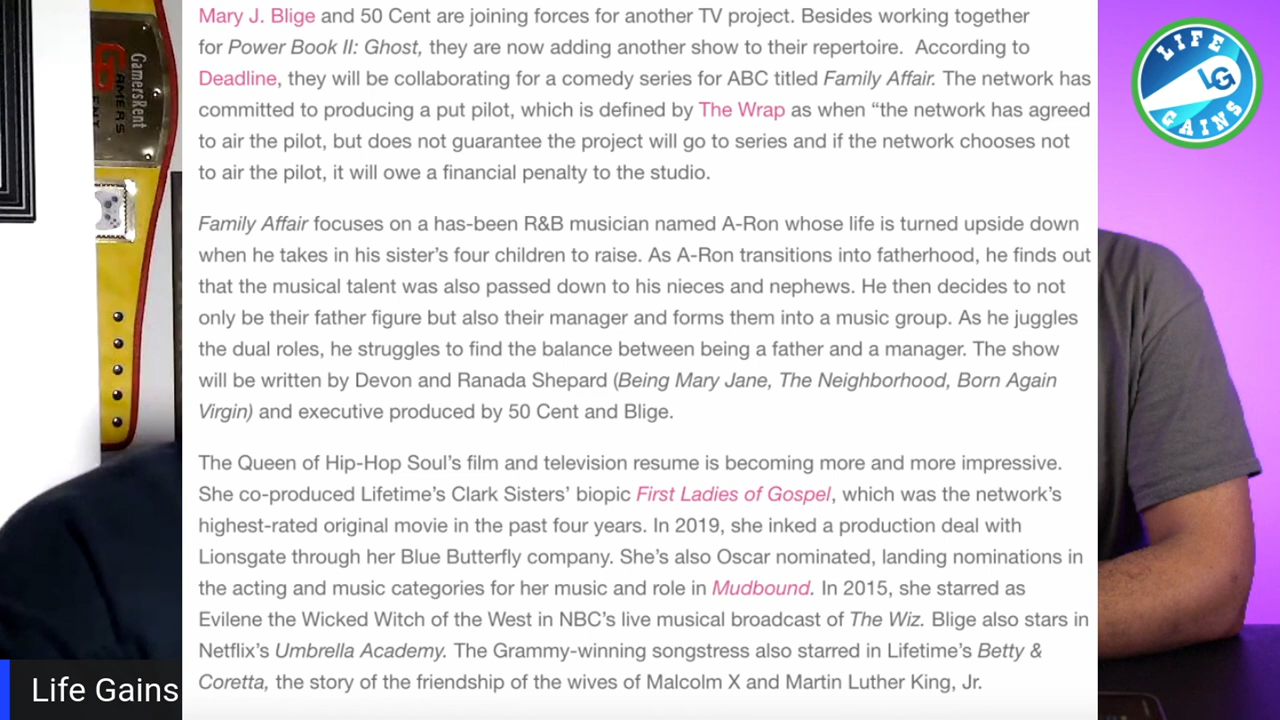 Mary J. Blige and 50 Cent are joining forces for another TV project. Besides working together
for Power Book II: Ghost, they are now adding another show to their repertoire. According to
Deadline, they will be collaborating for a comedy series for ABC titled Family Affair. The network has
committed to producing a put pilot, which is defined by The Wrap as when “the network has agreed
to air the pilot, but does not guarantee the project will go to series and if the network chooses not
to air the pilot, it will owe a financial penalty to the studio.
Family Affair focuses on a has-been R&B musician named A-Ron whose life is turned upside down
when he takes in his sister’s four children to raise. As A-Ron transitions into fatherhood, he finds out
that the musical talent was also passed down to his nieces and nephews. He then decides to not
only be their father figure but also their manager and forms them into a music group. As he juggles
the dual roles, he struggles to find the balance between being a father and a manager. The show
will be written by Devon and Ranada Shepard (Being Mary Jane, The Neighborhood, Born Again
Virgin) and executive produced by 50 Cent and Blige.
The Queen of Hip-Hop Soul’s film and television resume is becoming more and more impressive.
She co-produced Lifetime’s Clark Sisters’ biopic First Ladies of Gospel, which was the network’s
highest-rated original movie in the past four years. In 2019, she inked a production deal with
Lionsgate through her Blue Butterfly company. She’s also Oscar nominated, landing nominations in
the acting and music categories for her music and role in Mudbound. In 2015, she starred as
Evilene the Wicked Witch of the West in NBC’s live musical broadcast of The Wiz. Blige also stars in
Netflix’s Umbrella Academy. The Grammy-winning songstress also starred in Lifetime’s Betty &
Coretta, the story of the friendship of the wives of Malcolm X and Martin Luther King, Jr.
LIFE
LG
GAINS
GamersRent
Life Gains